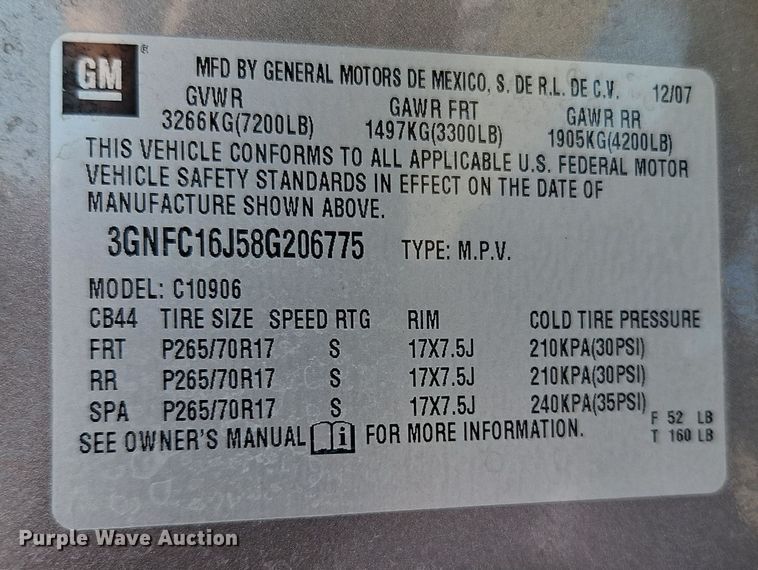 GM ®
MFD BY GENERAL MOTORS DE MEXICO, S. DE R.L. DE C.V. 12/07
GVWR GAWR FRT GAWR RR
3266KG(7200LB) 1497KG(3300LB) 1905KG(4200LB)
THIS VEHICLE CONFORMS TO ALL APPLICABLE U.S. FEDERAL MOTOR
VEHICLE SAFETY STANDARDS IN EFFECT ON THE DATE OF
MANUFACTURE SHOWN ABOVE.
3GNFC16J58G206775 TYPE: M.P.V.
MODEL: C10906
CB44 TIRE SIZE SPEED RTG RIM COLD TIRE PRESSURE
FRT P265/70R17 S 17X7.5J 210KPA(30PSI)
RR P265/70R17 S 17X7.5J 210KPA(30PSI)
SPA P265/70R17 S 17X7.5J 240KPA(35PSI)
F 52 LB
SEE OWNER'S MANUAL FOR MORE INFORMATION.
T 160 LB
Purple Wave Auction